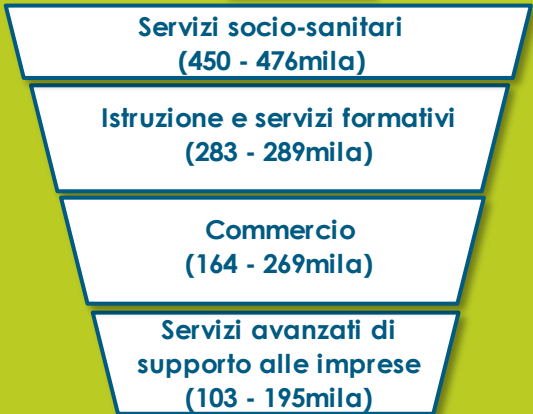 Servizi socio-sanitari
(450 - 476mila)
Istruzione e servizi formativi
(283 - 289mila)
Commercio
(164 - 269mila)
Servizi avanzati di
supporto alle imprese
(103 - 195mila)